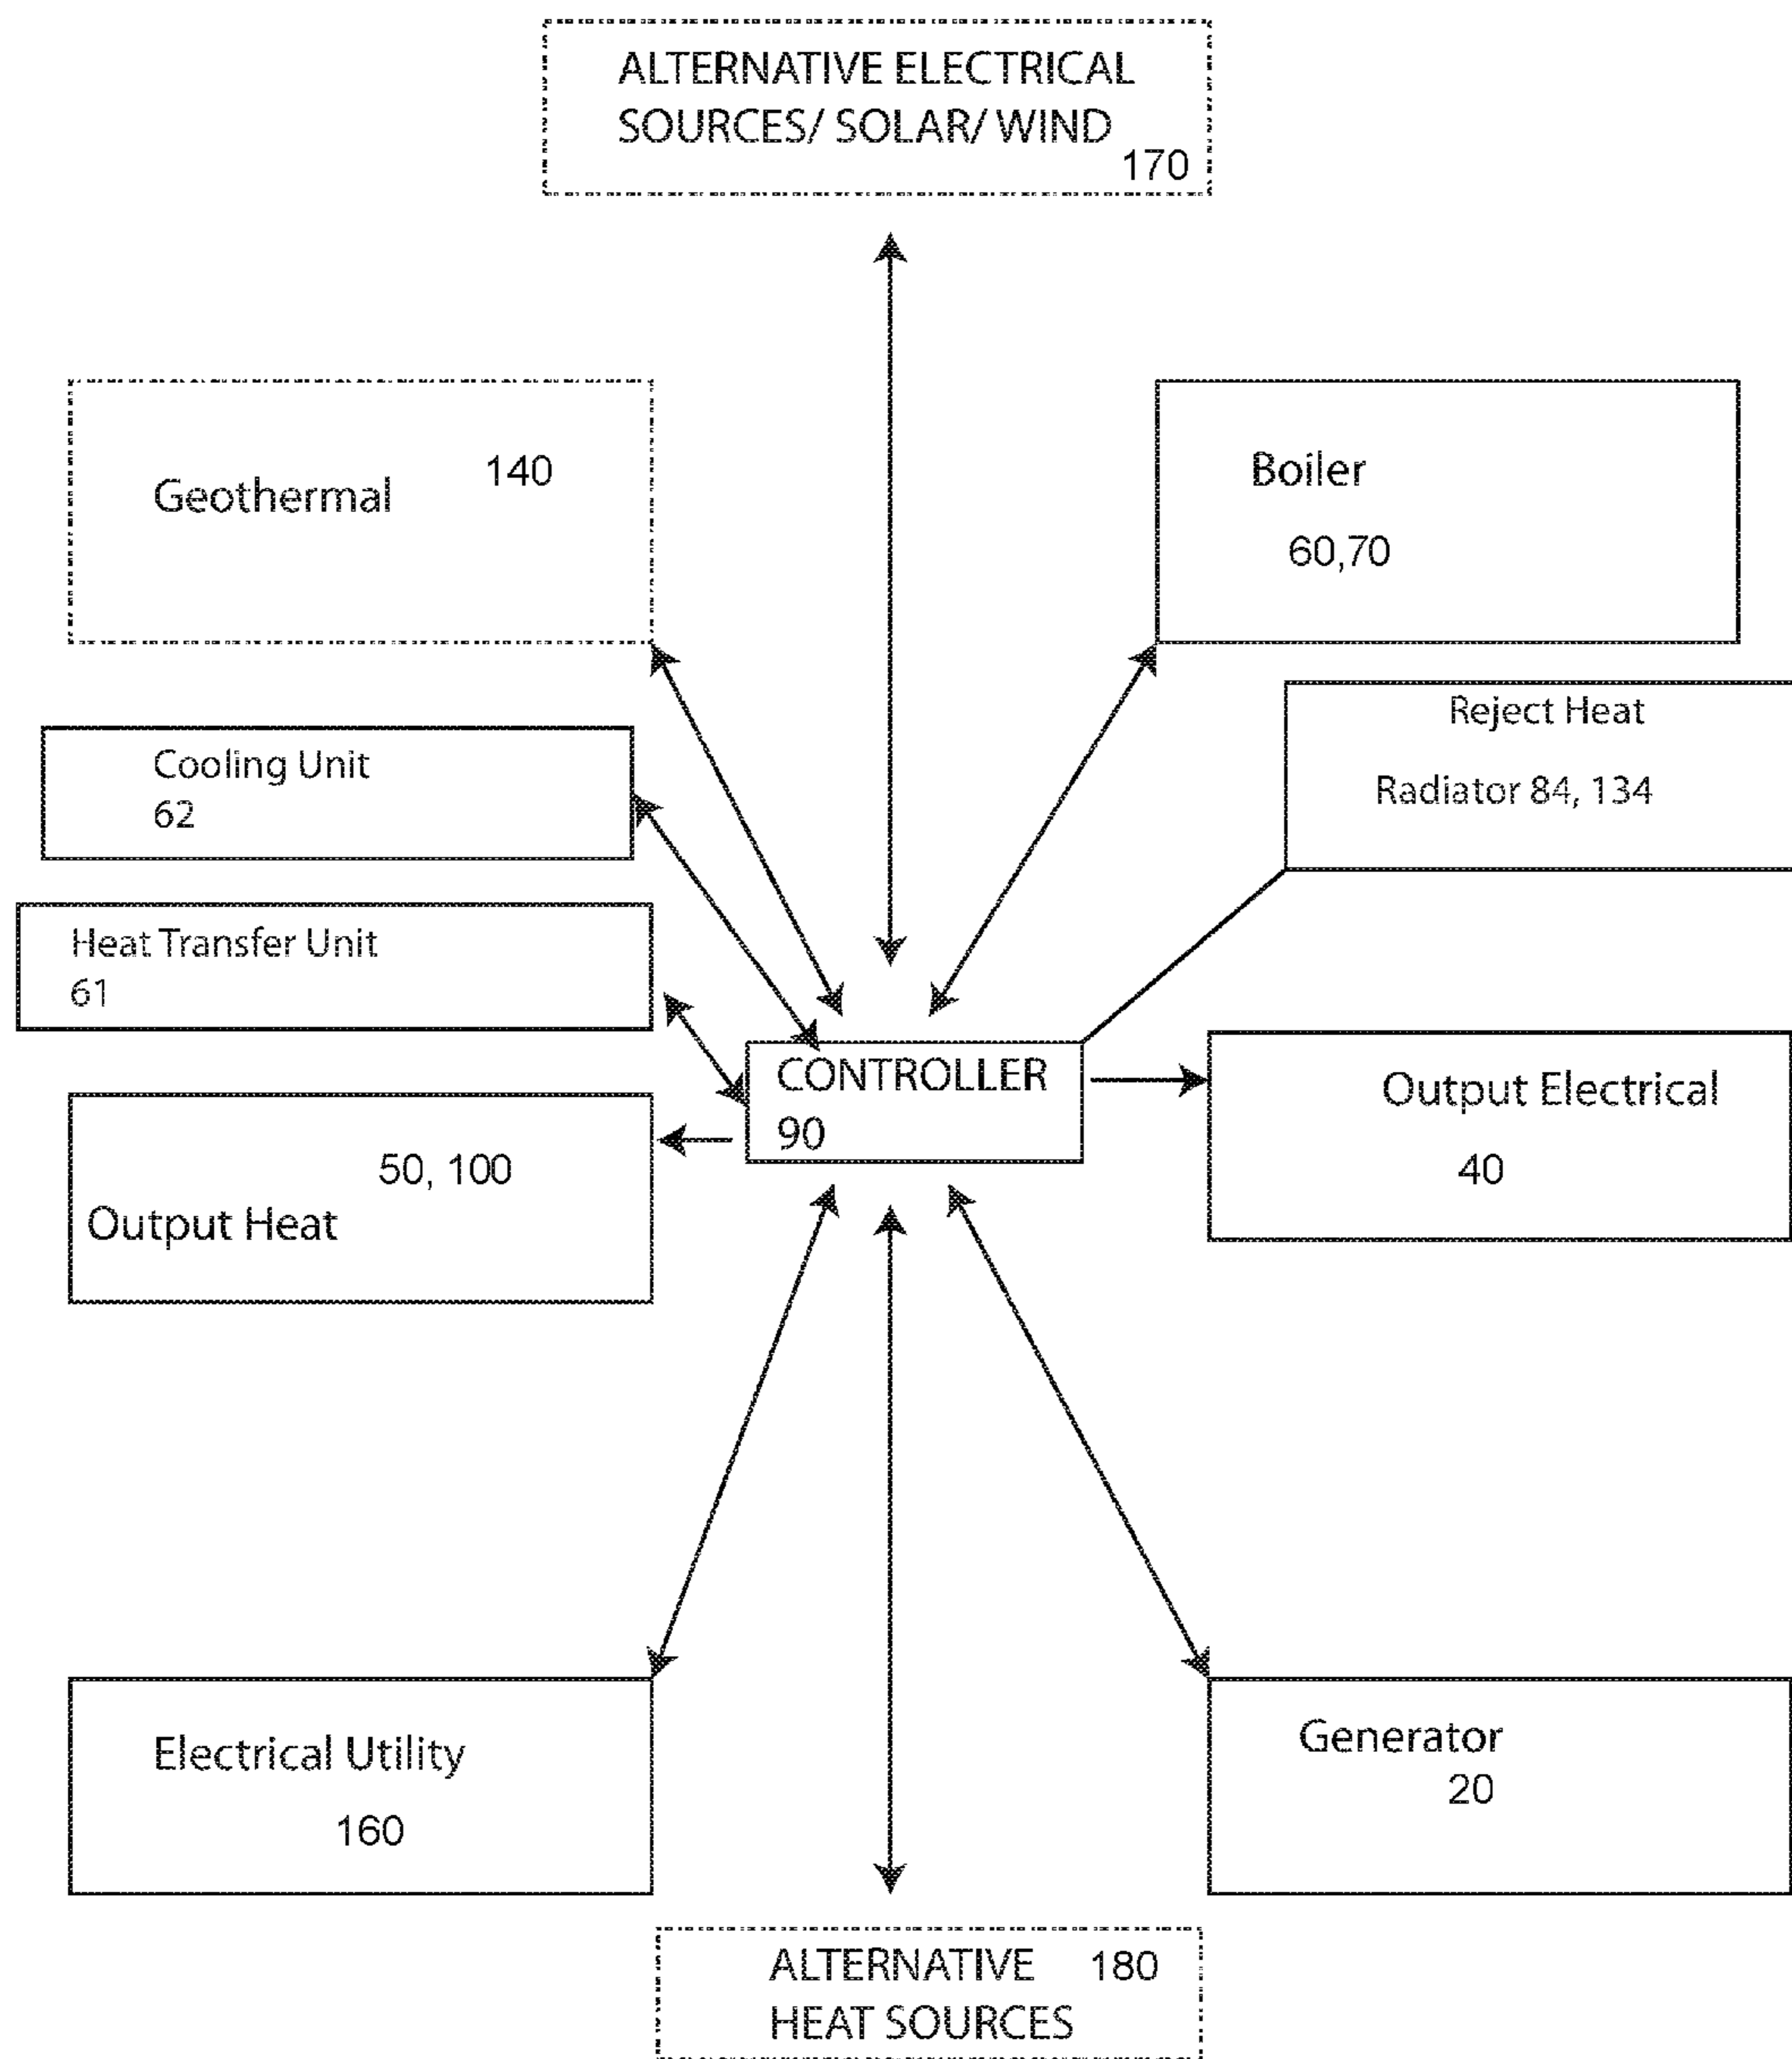 ALTERNATIVE ELECTRICAL
SOURCES/ SOLAR/ WIND
170
Geothermal 140
Boiler
60,70
Reject Heat
Radiator 84, 134
Cooling Unit
62
Heat Transfer Unit
61
CONTROLLER
90
Output Electrical
40
50, 100
Output Heat
Electrical Utility
160
Generator
20
ALTERNATIVE 180
HEAT SOURCES